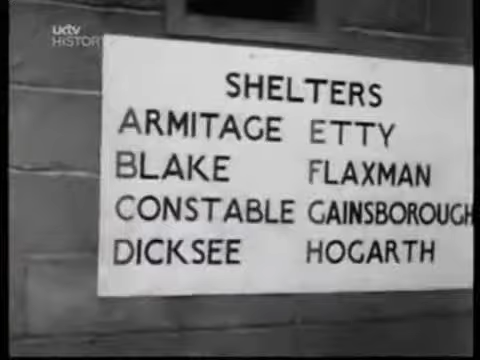 uktv
HISTORY
SHELTERS
ARMITAGE ETTY
BLAKE FLAXMAN
CONSTABLE GAINSBOROUGH
DICKSEE HOGARTH